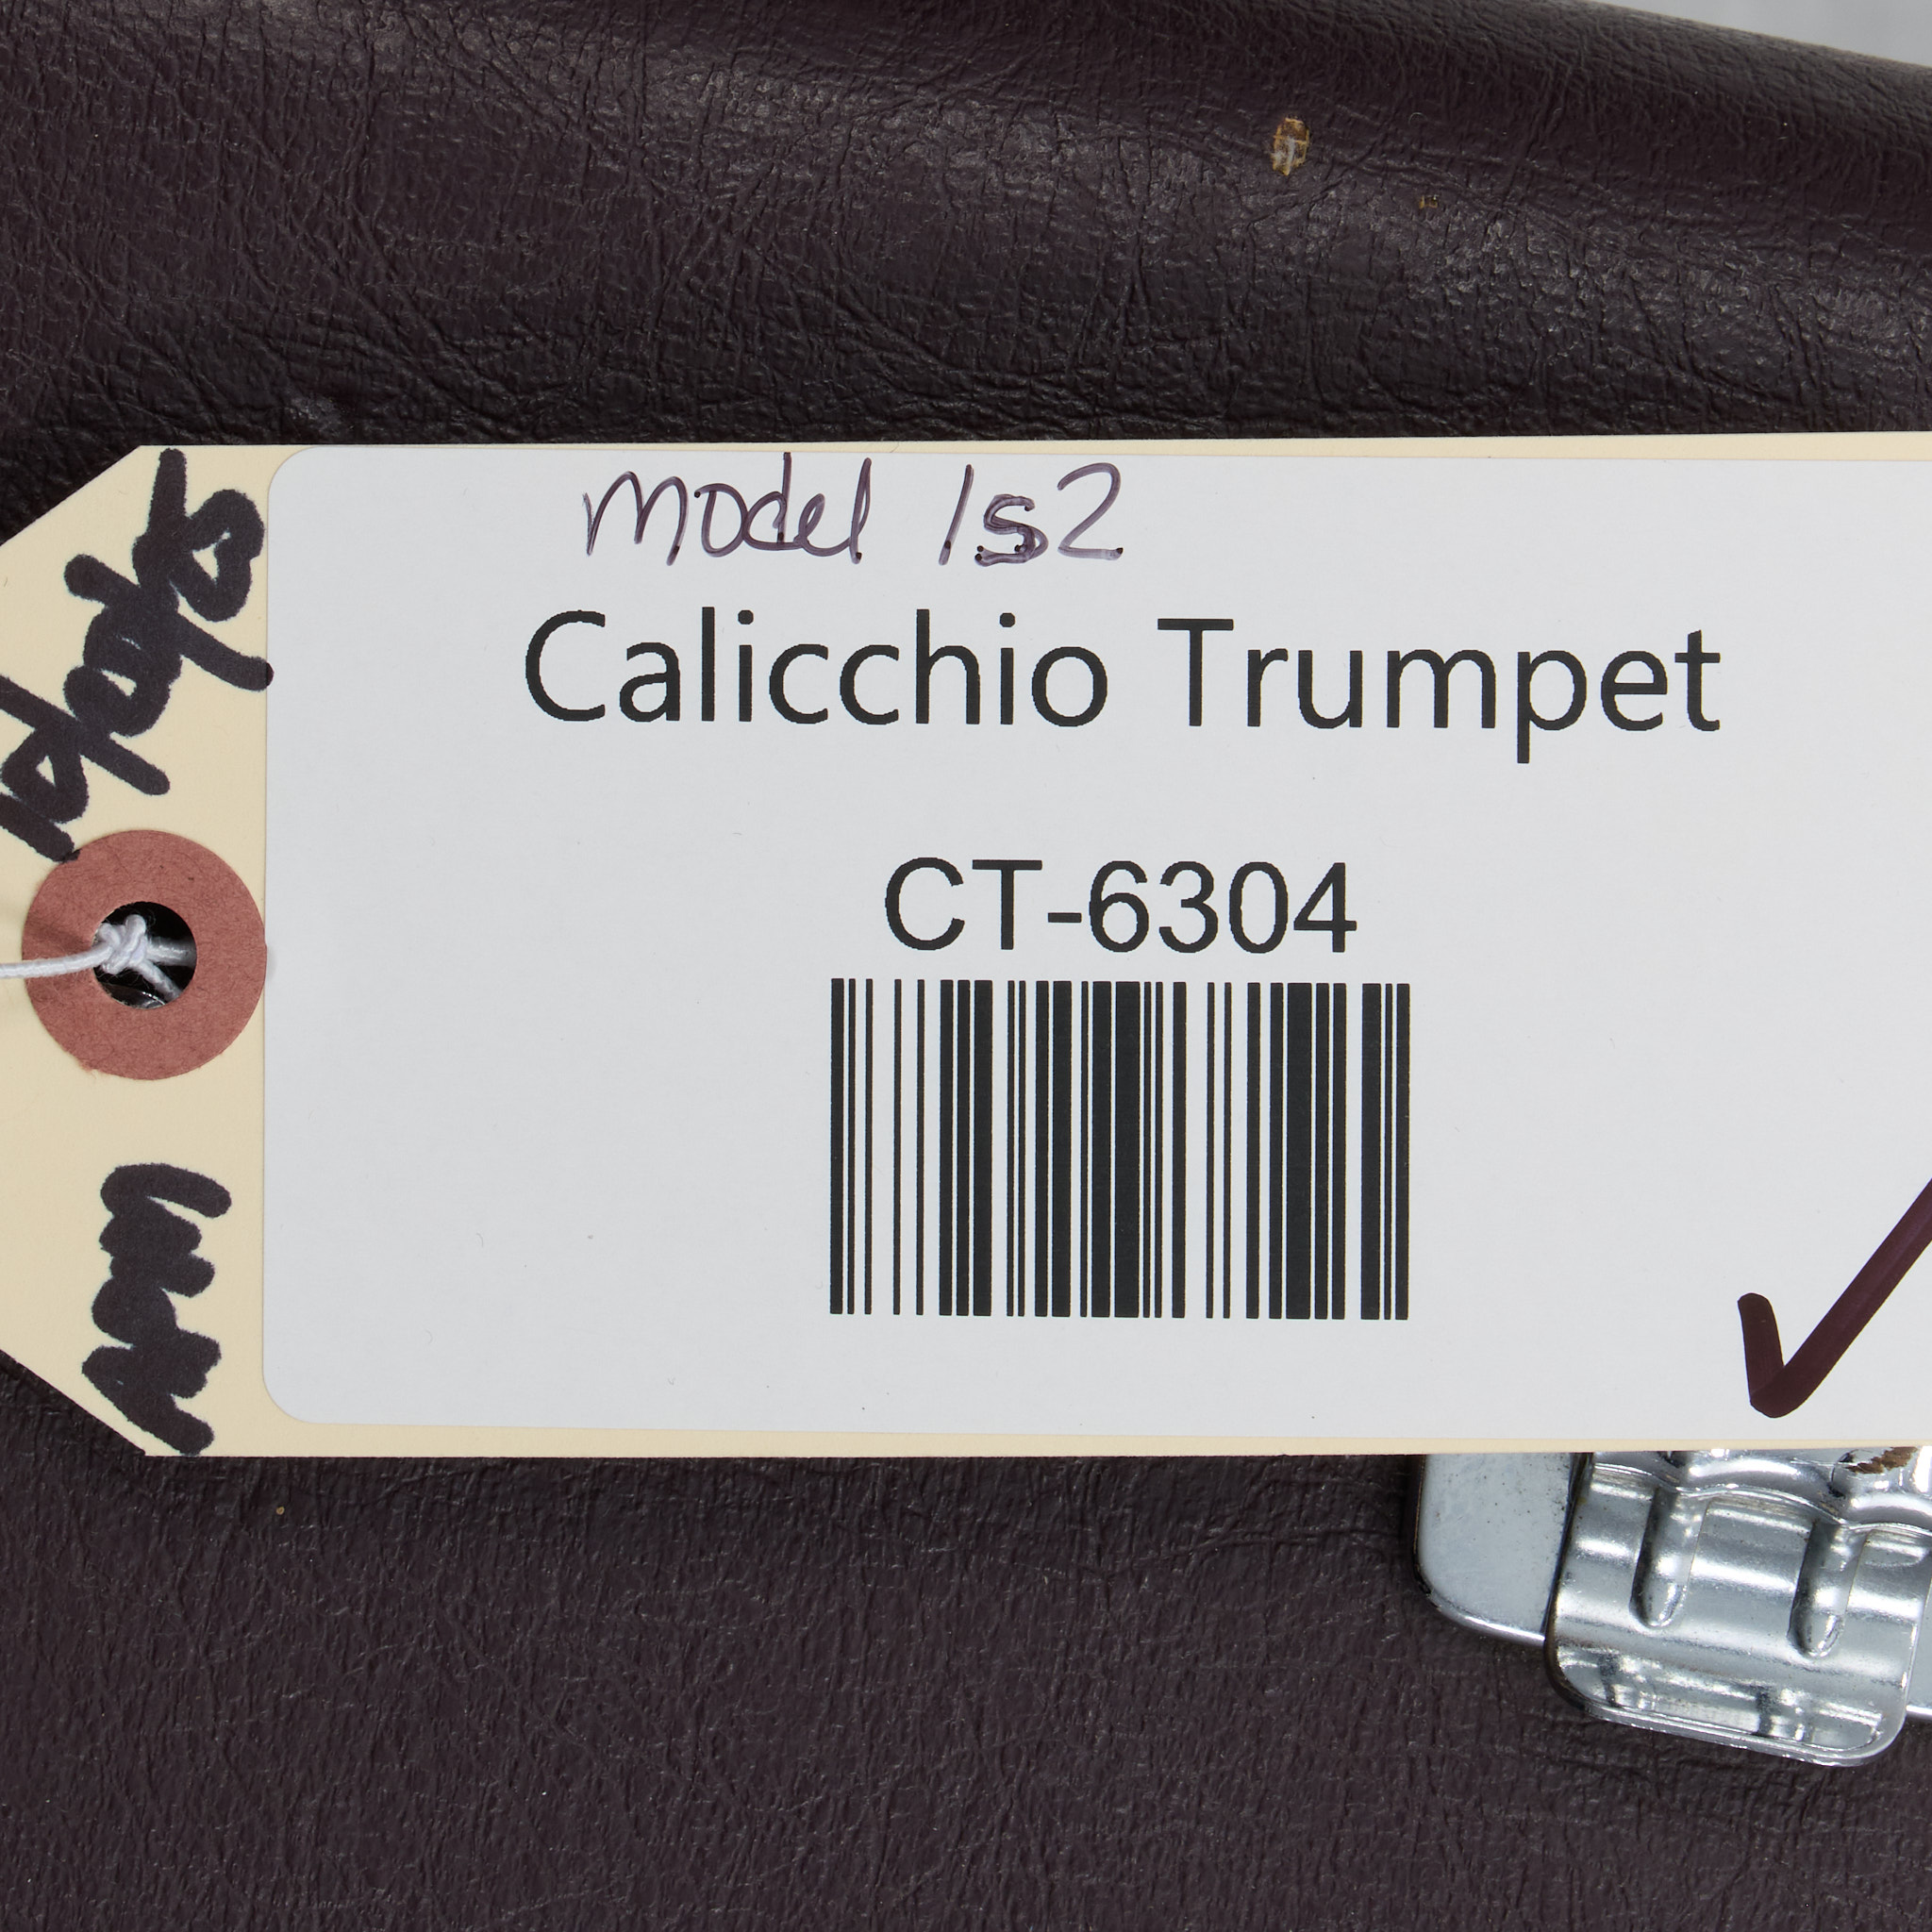 model 1s2
Calicchio Trumpet
CT-6304